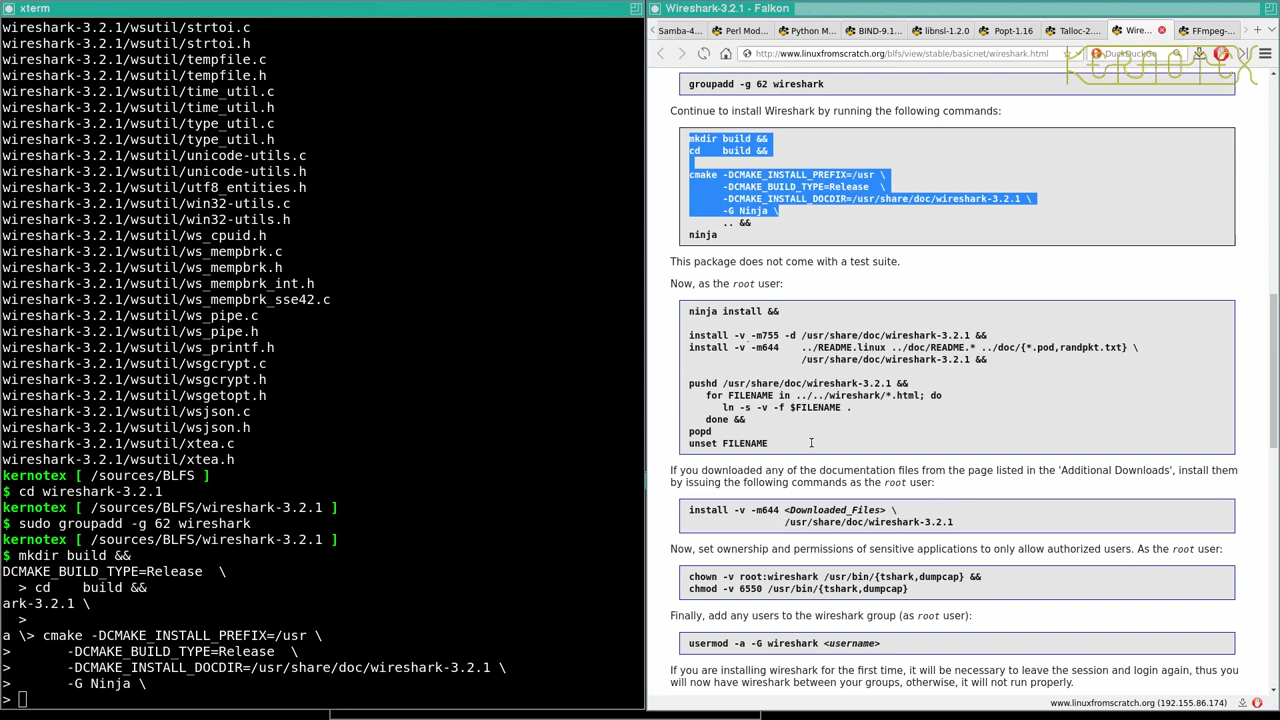 xterm
wireshark-3.2.1/wsutil/strtoi.c
wireshark-3.2.1/wsutil/strtoi.h
wireshark-3.2.1/wsutil/tempfile.c
wireshark-3.2.1/wsutil/tempfile.h
wireshark-3.2.1/wsutil/time_util.c
wireshark-3.2.1/wsutil/time_util.h
wireshark-3.2.1/wsutil/type_util.c
wireshark-3.2.1/wsutil/type_util.h
wireshark-3.2.1/wsutil/unicode-utils.c
wireshark-3.2.1/wsutil/unicode-utils.h
wireshark-3.2.1/wsutil/utf8_entities.h
wireshark-3.2.1/wsutil/win32-utils.c
wireshark-3.2.1/wsutil/win32-utils.h
wireshark-3.2.1/wsutil/ws_cpuid.h
wireshark-3.2.1/wsutil/ws_mempbrk.c
wireshark-3.2.1/wsutil/ws_mempbrk.h
wireshark-3.2.1/wsutil/ws_mempbrk_int.h
wireshark-3.2.1/wsutil/ws_mempbrk_sse42.c
wireshark-3.2.1/wsutil/ws_pipe.c
wireshark-3.2.1/wsutil/ws_pipe.h
wireshark-3.2.1/wsutil/ws_printf.h
wireshark-3.2.1/wsutil/wsgcrypt.c
wireshark-3.2.1/wsutil/wsgcrypt.h
wireshark-3.2.1/wsutil/wsgetopt.h
wireshark-3.2.1/wsutil/wsjson.c
wireshark-3.2.1/wsutil/wsjson.h
wireshark-3.2.1/wsutil/xtea.c
wireshark-3.2.1/wsutil/xtea.h
kernotex [ /sources/BLFS ]
$ cd wireshark-3.2.1
kernotex [ /sources/BLFS/wireshark-3.2.1 ]
$ sudo groupadd -g 62 wireshark
kernotex [ /sources/BLFS/wireshark-3.2.1 ]
$ mkdir build &&
DCMAKE_BUILD_TYPE=Release  \
  > cd    build &&
ark-3.2.1 \
  >
a \> cmake -DCMAKE_INSTALL_PREFIX=/usr \
>       -DCMAKE_BUILD_TYPE=Release  \
>       -DCMAKE_INSTALL_DOCDIR=/usr/share/doc/wireshark-3.2.1 \
>       -G Ninja \
>
Wireshark-3.2.1 - Falkon
Samba-4... Perl Mod... Python M... BIND-9.1... libnsl-1.2.0 Popt-1.16 Talloc-2.... Wire... FFmpeg-...
http://www.linuxfromscratch.org/blfs/view/stable/basicnet/wireshark.html DuckDuckGo
KERNOTEX
groupadd -g 62 wireshark
Continue to install Wireshark by running the following commands:
mkdir build &&
cd    build &&
cmake -DCMAKE_INSTALL_PREFIX=/usr \
      -DCMAKE_BUILD_TYPE=Release  \
      -DCMAKE_INSTALL_DOCDIR=/usr/share/doc/wireshark-3.2.1 \
      -G Ninja \
      .. &&
ninja
This package does not come with a test suite.
Now, as the root user:
ninja install &&
install -v -m755 -d /usr/share/doc/wireshark-3.2.1 &&
install -v -m644    ../README.linux ../doc/README.* ../doc/{*.pod,randpkt.txt} \
                    /usr/share/doc/wireshark-3.2.1 &&
pushd /usr/share/doc/wireshark-3.2.1 &&
   for FILENAME in ../../wireshark/*.html; do
      ln -s -v -f $FILENAME .
   done &&
popd
unset FILENAME
If you downloaded any of the documentation files from the page listed in the 'Additional Downloads', install them
by issuing the following commands as the root user:
install -v -m644 <Downloaded_Files> \
                 /usr/share/doc/wireshark-3.2.1
Now, set ownership and permissions of sensitive applications to only allow authorized users. As the root user:
chown -v root:wireshark /usr/bin/{tshark,dumpcap} &&
chmod -v 6550 /usr/bin/{tshark,dumpcap}
Finally, add any users to the wireshark group (as root user):
usermod -a -G wireshark <username>
If you are installing wireshark for the first time, it will be necessary to leave the session and login again, thus you
will now have wireshark between your groups, otherwise, it will not run properly.
www.linuxfromscratch.org (192.155.86.174)